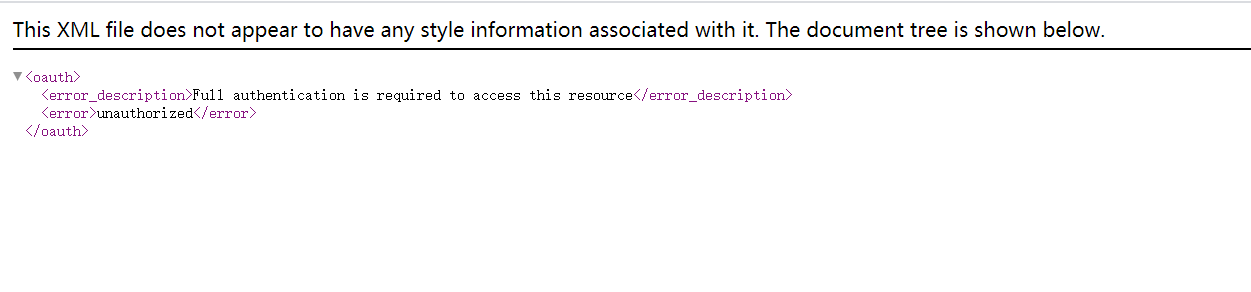 This XML file does not appear to have any style information associated with it. The document tree is shown below.
▼<oauth>
<error_description>Full authentication is required to access this resource</error_description>
<error>unauthorized</error>
</oauth>